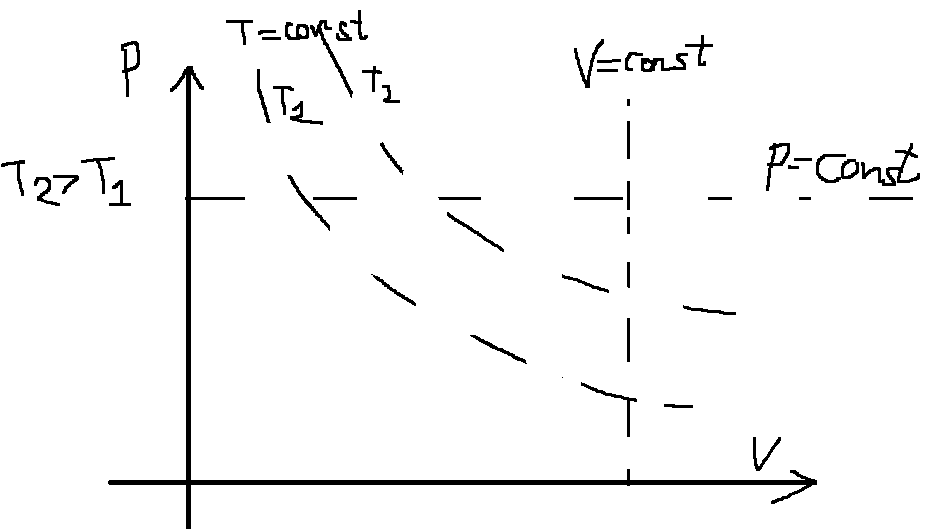 T=const
P
T₁
T₂
V=const
T₂>T₁
P=const
V